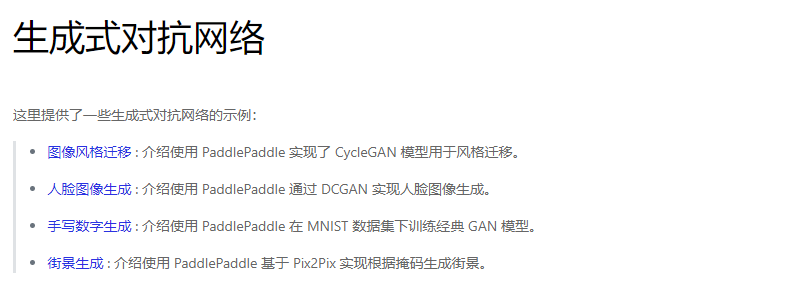 生成式对抗网络
这里提供了一些生成式对抗网络的示例：
图像风格迁移 : 介绍使用 PaddlePaddle 实现了 CycleGAN 模型用于风格迁移。
人脸图像生成 : 介绍使用 PaddlePaddle 通过 DCGAN 实现人脸图像生成。
手写数字生成 : 介绍使用 PaddlePaddle 在 MNIST 数据集下训练经典 GAN 模型。
街景生成 : 介绍使用 PaddlePaddle 基于 Pix2Pix 实现根据掩码生成街景。